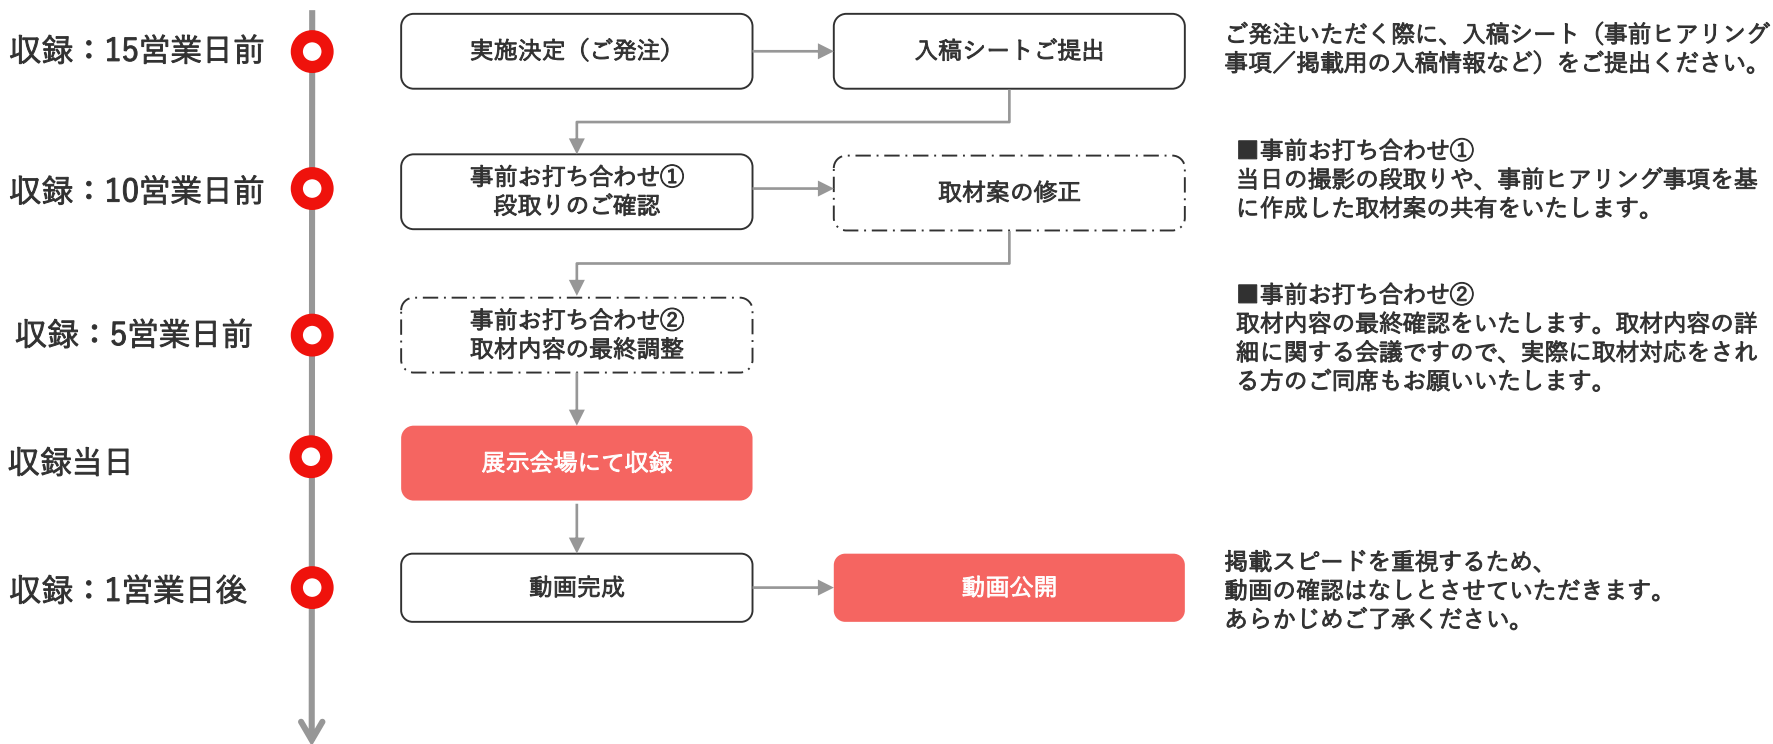 収録：15営業日前
実施決定（ご発注）
入稿シートご提出
ご発注いただく際に、入稿シート（事前ヒアリング
事項／掲載用の入稿情報など）をご提出ください。
収録：10営業日前
事前お打ち合わせ①
段取りのご確認
取材案の修正
■事前お打ち合わせ①
当日の撮影の段取りや、事前ヒアリング事項を基
に作成した取材案の共有をいたします。
収録：5営業日前
事前お打ち合わせ②
取材内容の最終調整
■事前お打ち合わせ②
取材内容の最終確認をいたします。取材内容の詳
細に関する会議ですので、実際に取材対応をされ
る方のご同席もお願いいたします。
収録当日
展示会場にて収録
収録：1営業日後
動画完成
動画公開
掲載スピードを重視するため、
動画の確認はなしとさせていただきます。
あらかじめご了承ください。